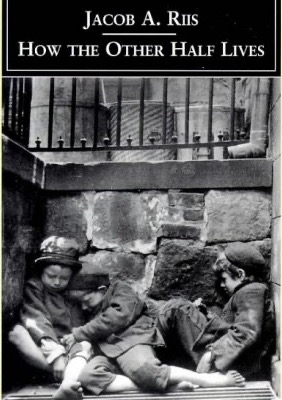 JACOB A. RIIS
HOW THE OTHER HALF LIVES